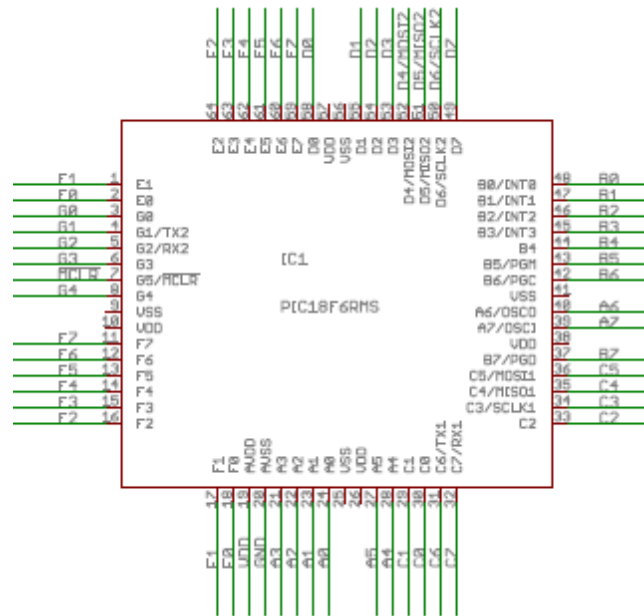 E2 E3 E4 E5 E6 E7 D0 D1 D2 D3 D4/MOSI2 D5/MISO2 D6/SCLK2 D7
64 63 62 61 60 59 58 57 56 55 54 53 52 51 50 49
E2 E3 E4 E5 E6 E7 D0 VDD VSS D1 D2 D3 D4/MOSI2 D5/MISO2 D6/SCLK2 D7
E1 1 E1
E0 2 E0
G0 3 G0
G1 4 G1/TX2
G2 5 G2/RX2
G3 6 G3
MCLR 7 G5/MCLR
G4 8 G4
9 VSS
10 VDD
F7 11 F7
F6 12 F6
F5 13 F5
F4 14 F4
F3 15 F3
F2 16 F2
IC1
PIC18F6RMS
B0/INT0 48 B0
B1/INT1 47 B1
B2/INT2 46 B2
B3/INT3 45 B3
B4 44 B4
B5/PGM 43 B5
B6/PGC 42 B6
VSS 41
A6/OSCO 40 A6
A7/OSCI 39 A7
VDD 38
B7/PGD 37 B7
C5/MOSI1 36 C5
C4/MISO1 35 C4
C3/SCLK1 34 C3
C2 33 C2
F1 F0 AVDD AVSS A3 A2 A1 A0 VSS VDD A5 A4 C1 C0 C6/TX1 C7/RX1
17 18 19 20 21 22 23 24 25 26 27 28 29 30 31 32
F1 F0 VDD GND A3 A2 A1 A0 A5 A4 C1 C0 C6 C7